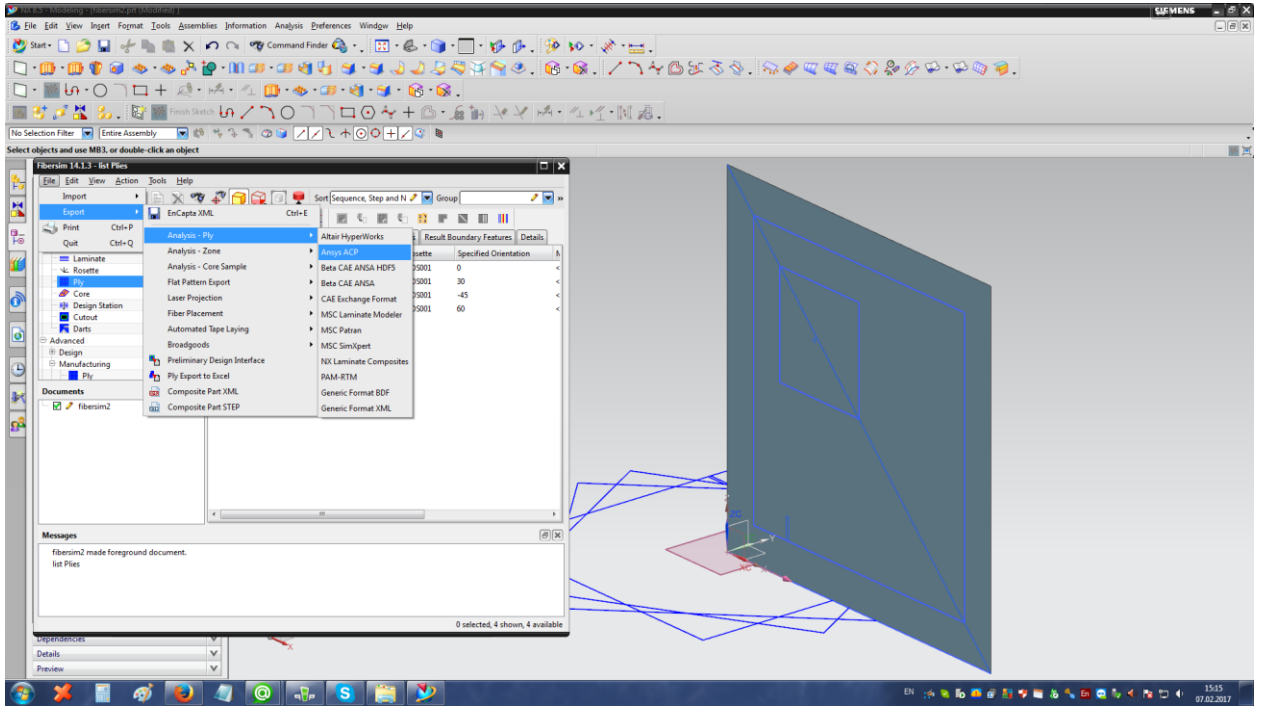 NX 8.5 - Modeling - [fibersim2.prt (Modified) ]
SIEMENS
File Edit View Insert Format Tools Assemblies Information Analysis Preferences Window Help
Start
Command Finder
Finish Sketch
No Selection Filter Entire Assembly
Select objects and use MB3, or double-click an object
Fibersim 14.1.3 - list Plies
File Edit View Action Tools Help
Import
Export
Print Ctrl+P
Quit Ctrl+Q
Sort Sequence, Step and N Group
EnCapta XML Ctrl+E
Analysis - Ply
Analysis - Zone
Analysis - Core Sample
Flat Pattern Export
Laser Projection
Fiber Placement
Automated Tape Laying
Broadgoods
Preliminary Design Interface
Ply Export to Excel
Composite Part XML
Composite Part STEP
Altair HyperWorks
Ansys ACP
Beta CAE ANSA HDF5
Beta CAE ANSA
CAE Exchange Format
MSC Laminate Modeler
MSC Patran
MSC SimXpert
NX Laminate Composites
PAM-RTM
Generic Format BDF
Generic Format XML
Result Boundary Features Details
Specified Orientation
0
30
-45
60
Laminate
Rosette
Ply
Core
Design Station
Cutout
Darts
Advanced
Design
Manufacturing
Ply
Documents
fibersim2
Messages
fibersim2 made foreground document.
list Plies
0 selected, 4 shown, 4 available
Dependencies
Details
Preview
X
Z
ZC
Y
XC X
EN
15:15
07.02.2017